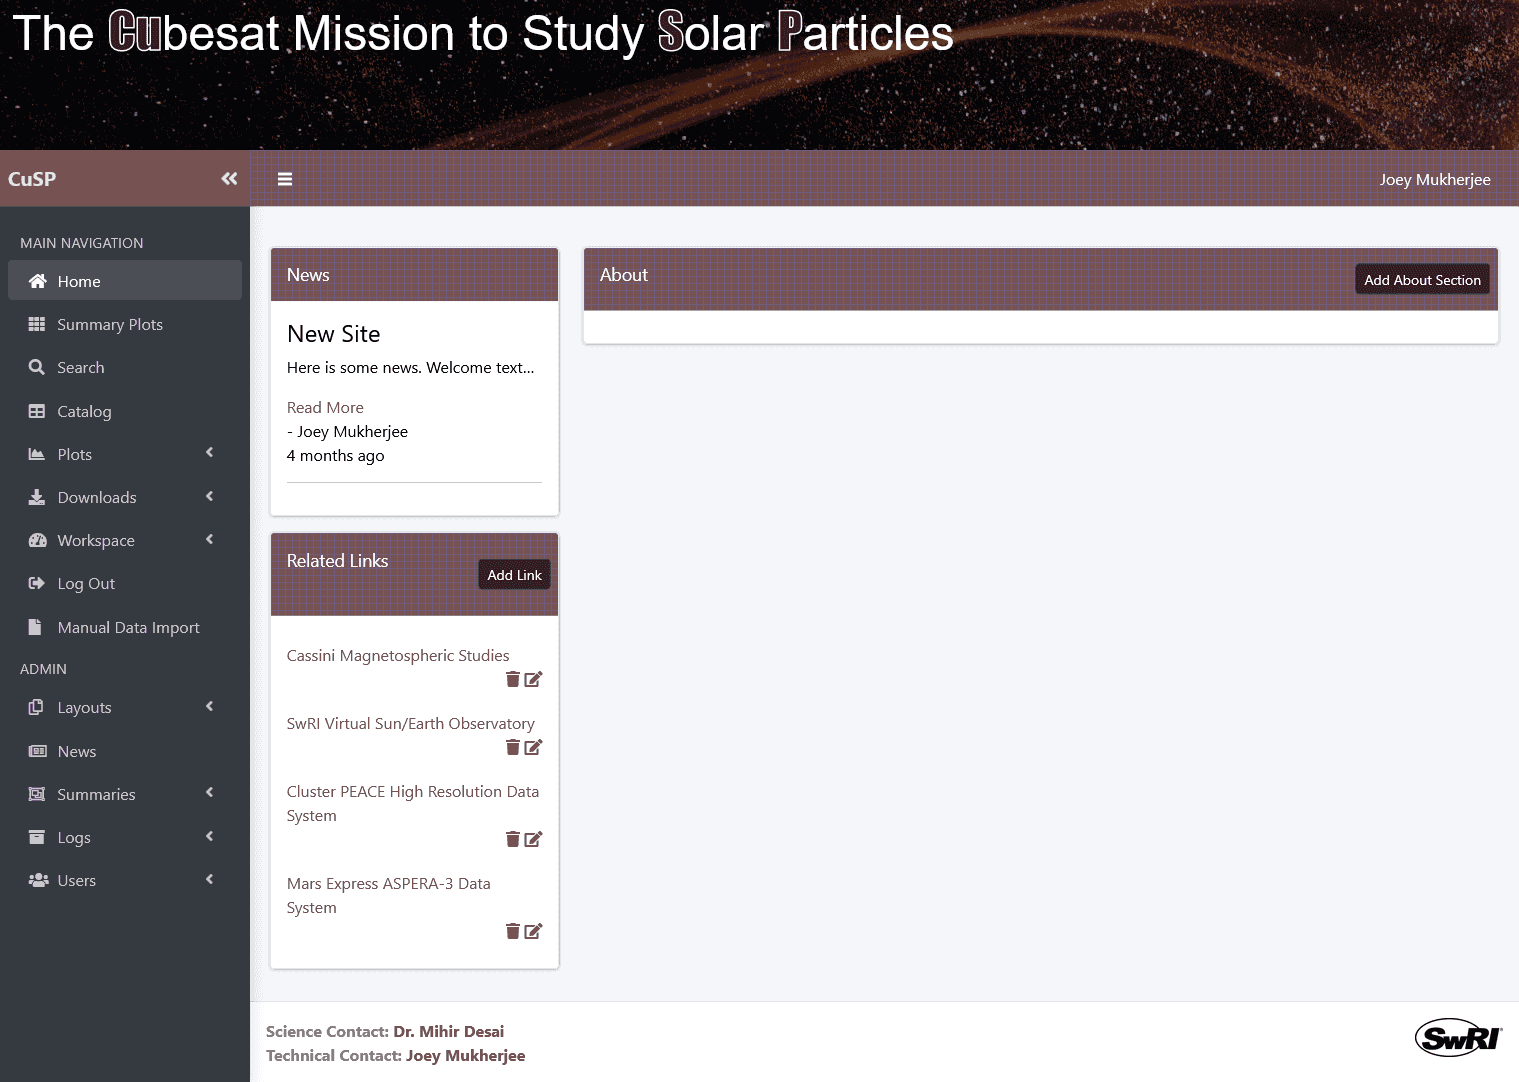 The Cubesat Mission to Study Solar Particles
CuSP
Joey Mukherjee
MAIN NAVIGATION
Home
Summary Plots
Search
Catalog
Plots
Downloads
Workspace
Log Out
Manual Data Import
ADMIN
Layouts
News
Summaries
Logs
Users
News
New Site
Here is some news. Welcome text...
Read More
- Joey Mukherjee
4 months ago
Related Links
Add Link
Cassini Magnetospheric Studies
SwRI Virtual Sun/Earth Observatory
Cluster PEACE High Resolution Data
System
Mars Express ASPERA-3 Data
System
About
Add About Section
Science Contact: Dr. Mihir Desai
Technical Contact: Joey Mukherjee
SwRI